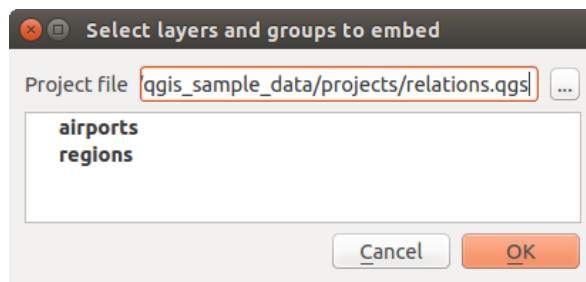 Select layers and groups to embed
Project file /qgis_sample_data/projects/relations.qgs ...
airports
regions
Cancel OK